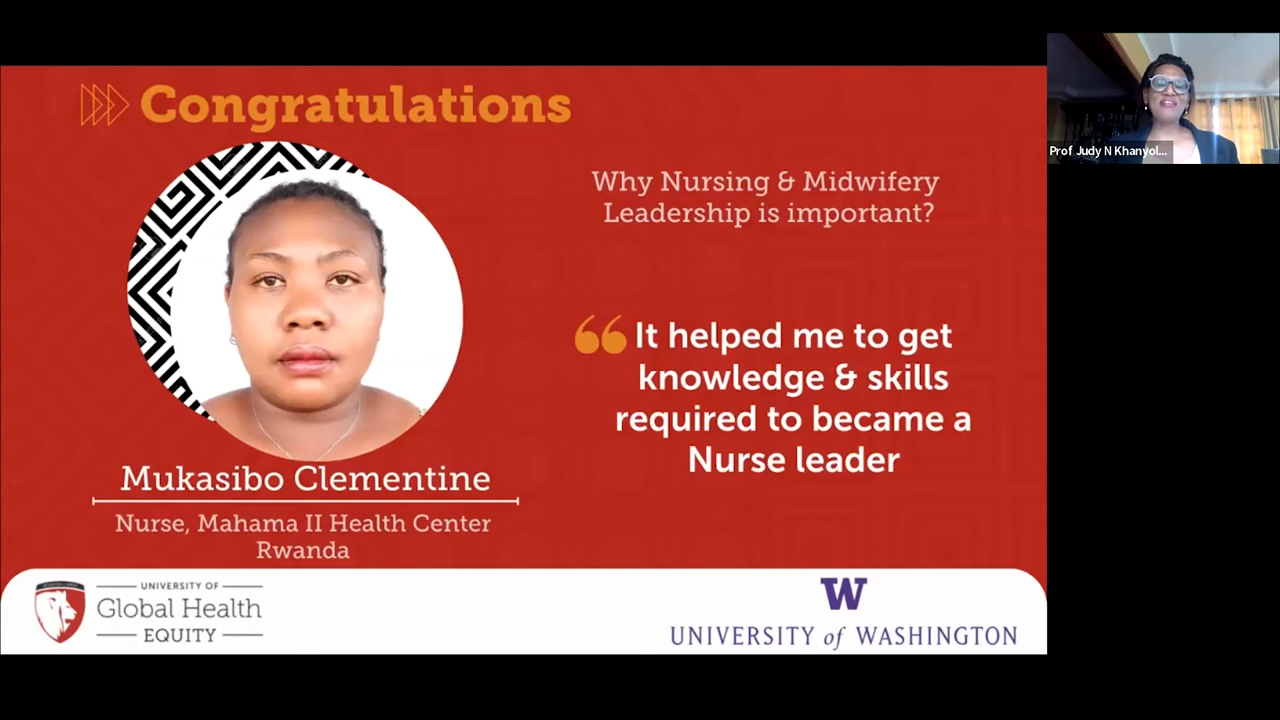 Congratulations
Why Nursing & Midwifery
Leadership is important?
It helped me to get
knowledge & skills
required to became a
Nurse leader
Mukasibo Clementine
Nurse, Mahama II Health Center
Rwanda
UNIVERSITY OF
Global Health
EQUITY
W
UNIVERSITY of WASHINGTON
Prof Judy N Khanyol...